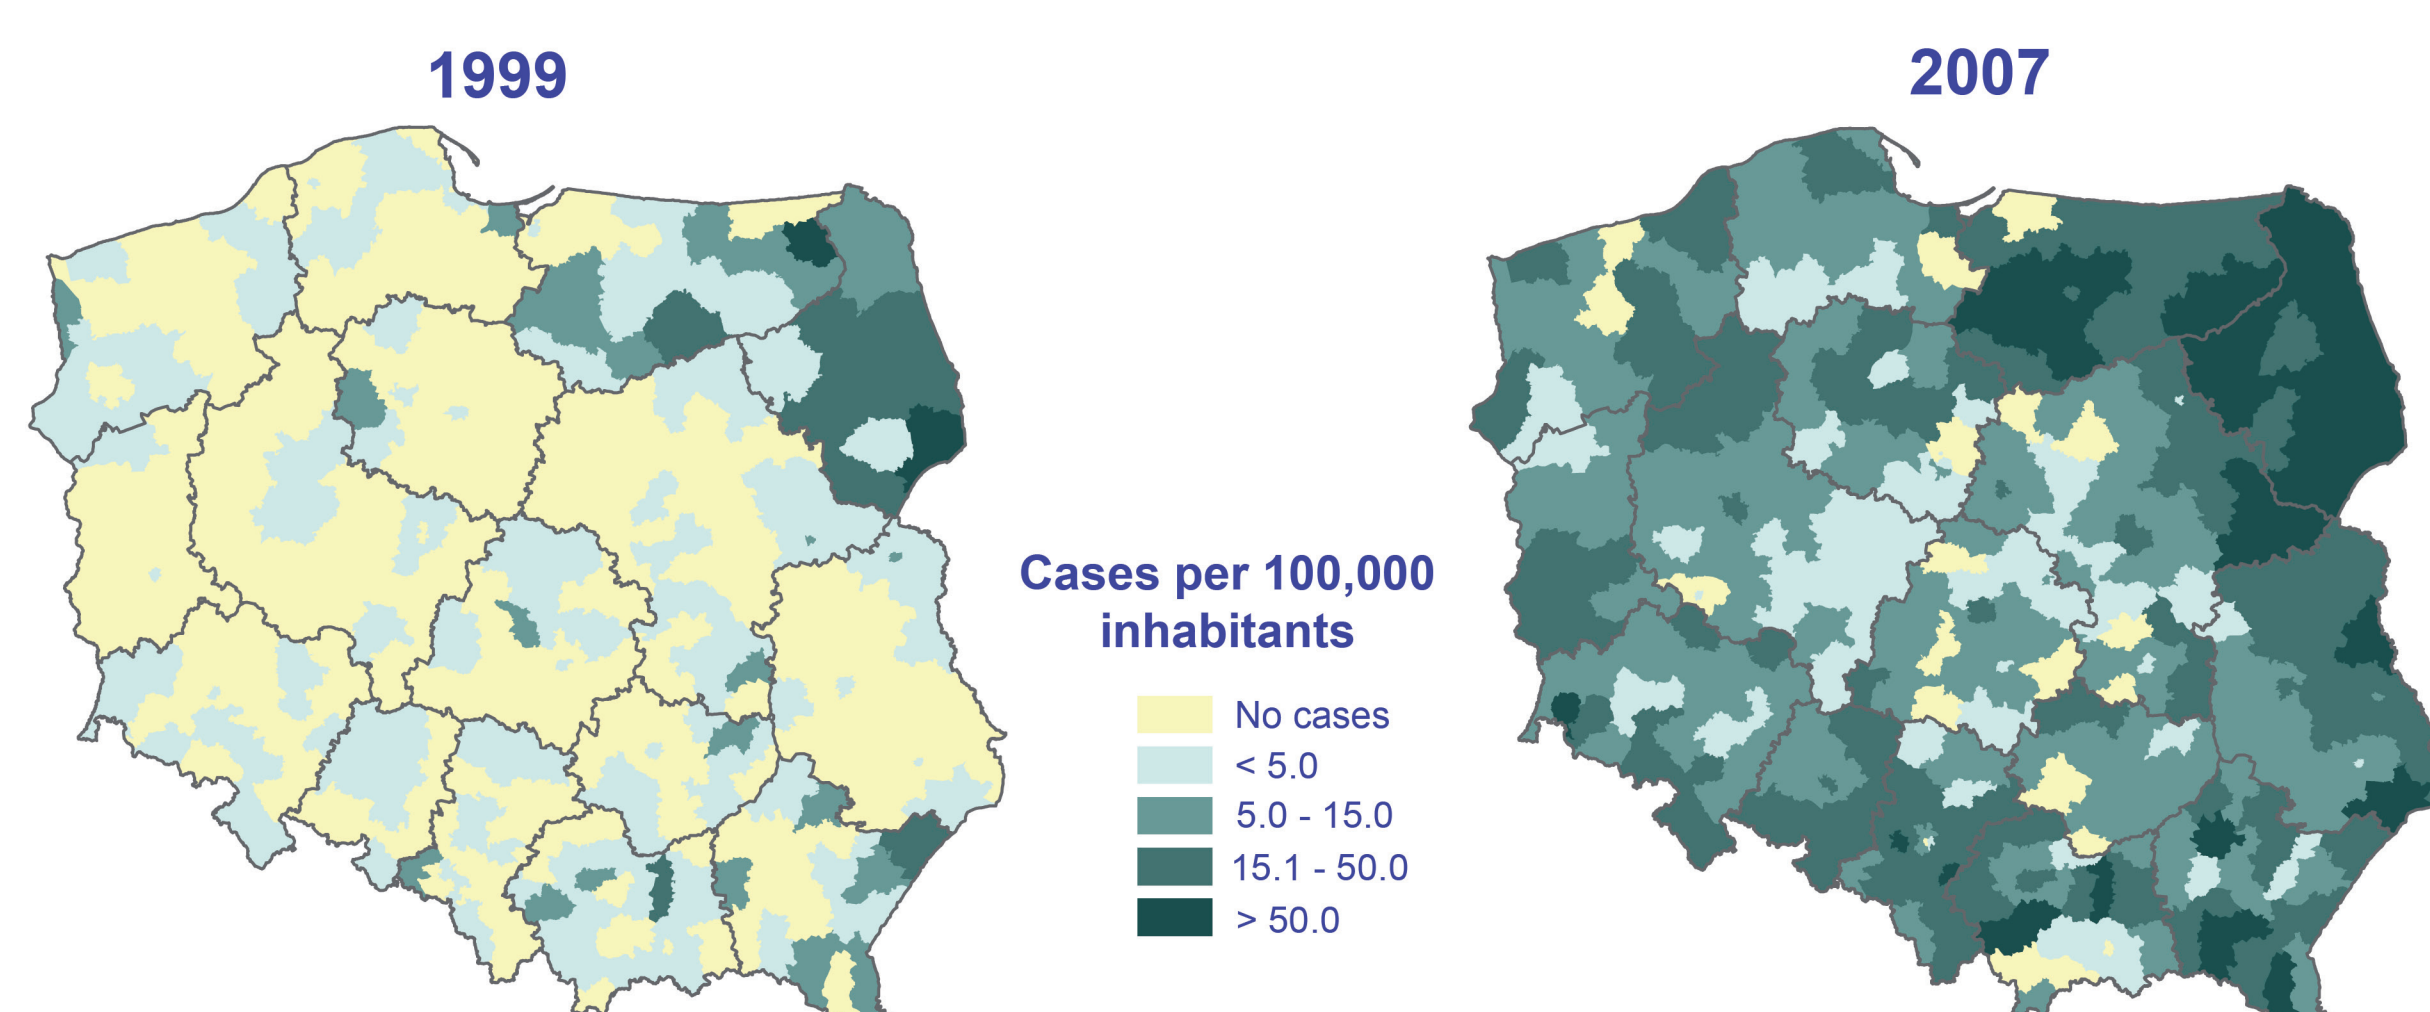 1999
2007
Cases per 100,000
inhabitants
No cases
< 5.0
5.0 - 15.0
15.1 - 50.0
> 50.0